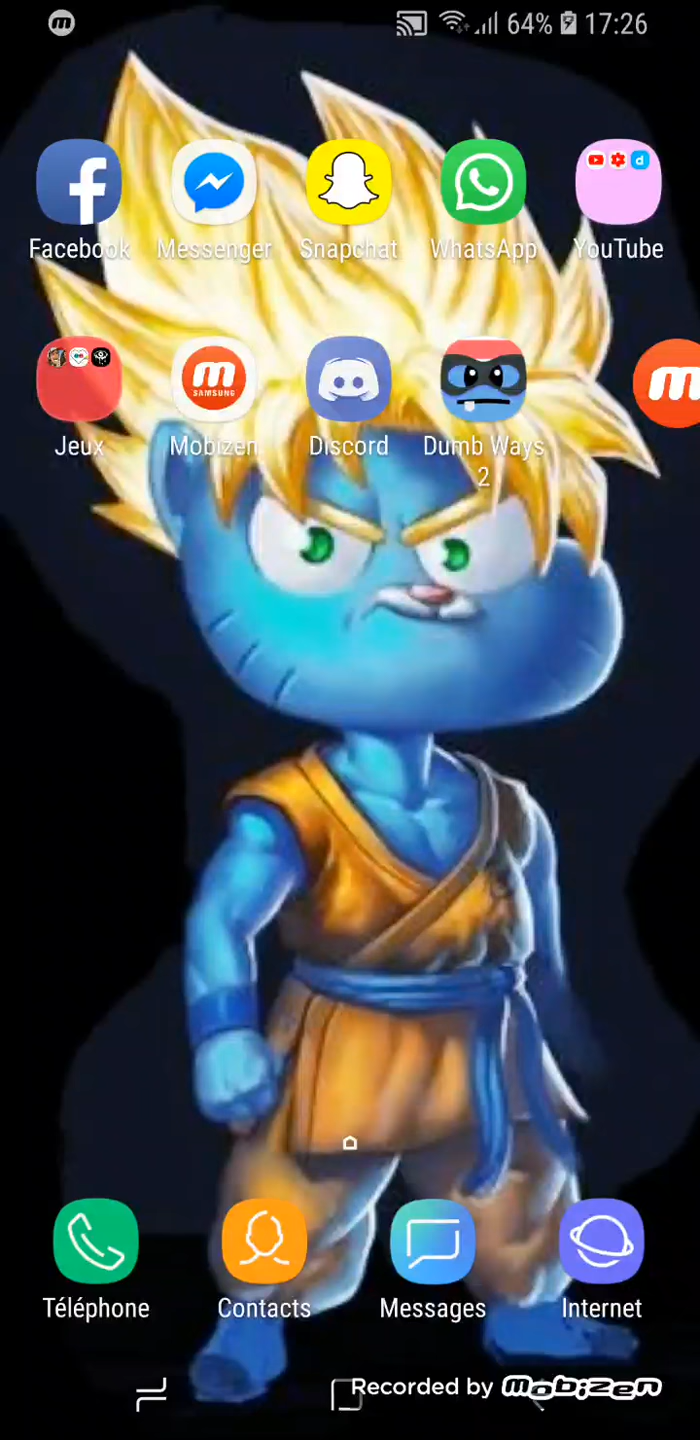 64% 17:26
Facebook Messenger Snapchat WhatsApp YouTube
SAMSUNG
Jeux Mobizen Discord Dumb Ways
2
Téléphone Contacts Messages Internet
Recorded by mobizen